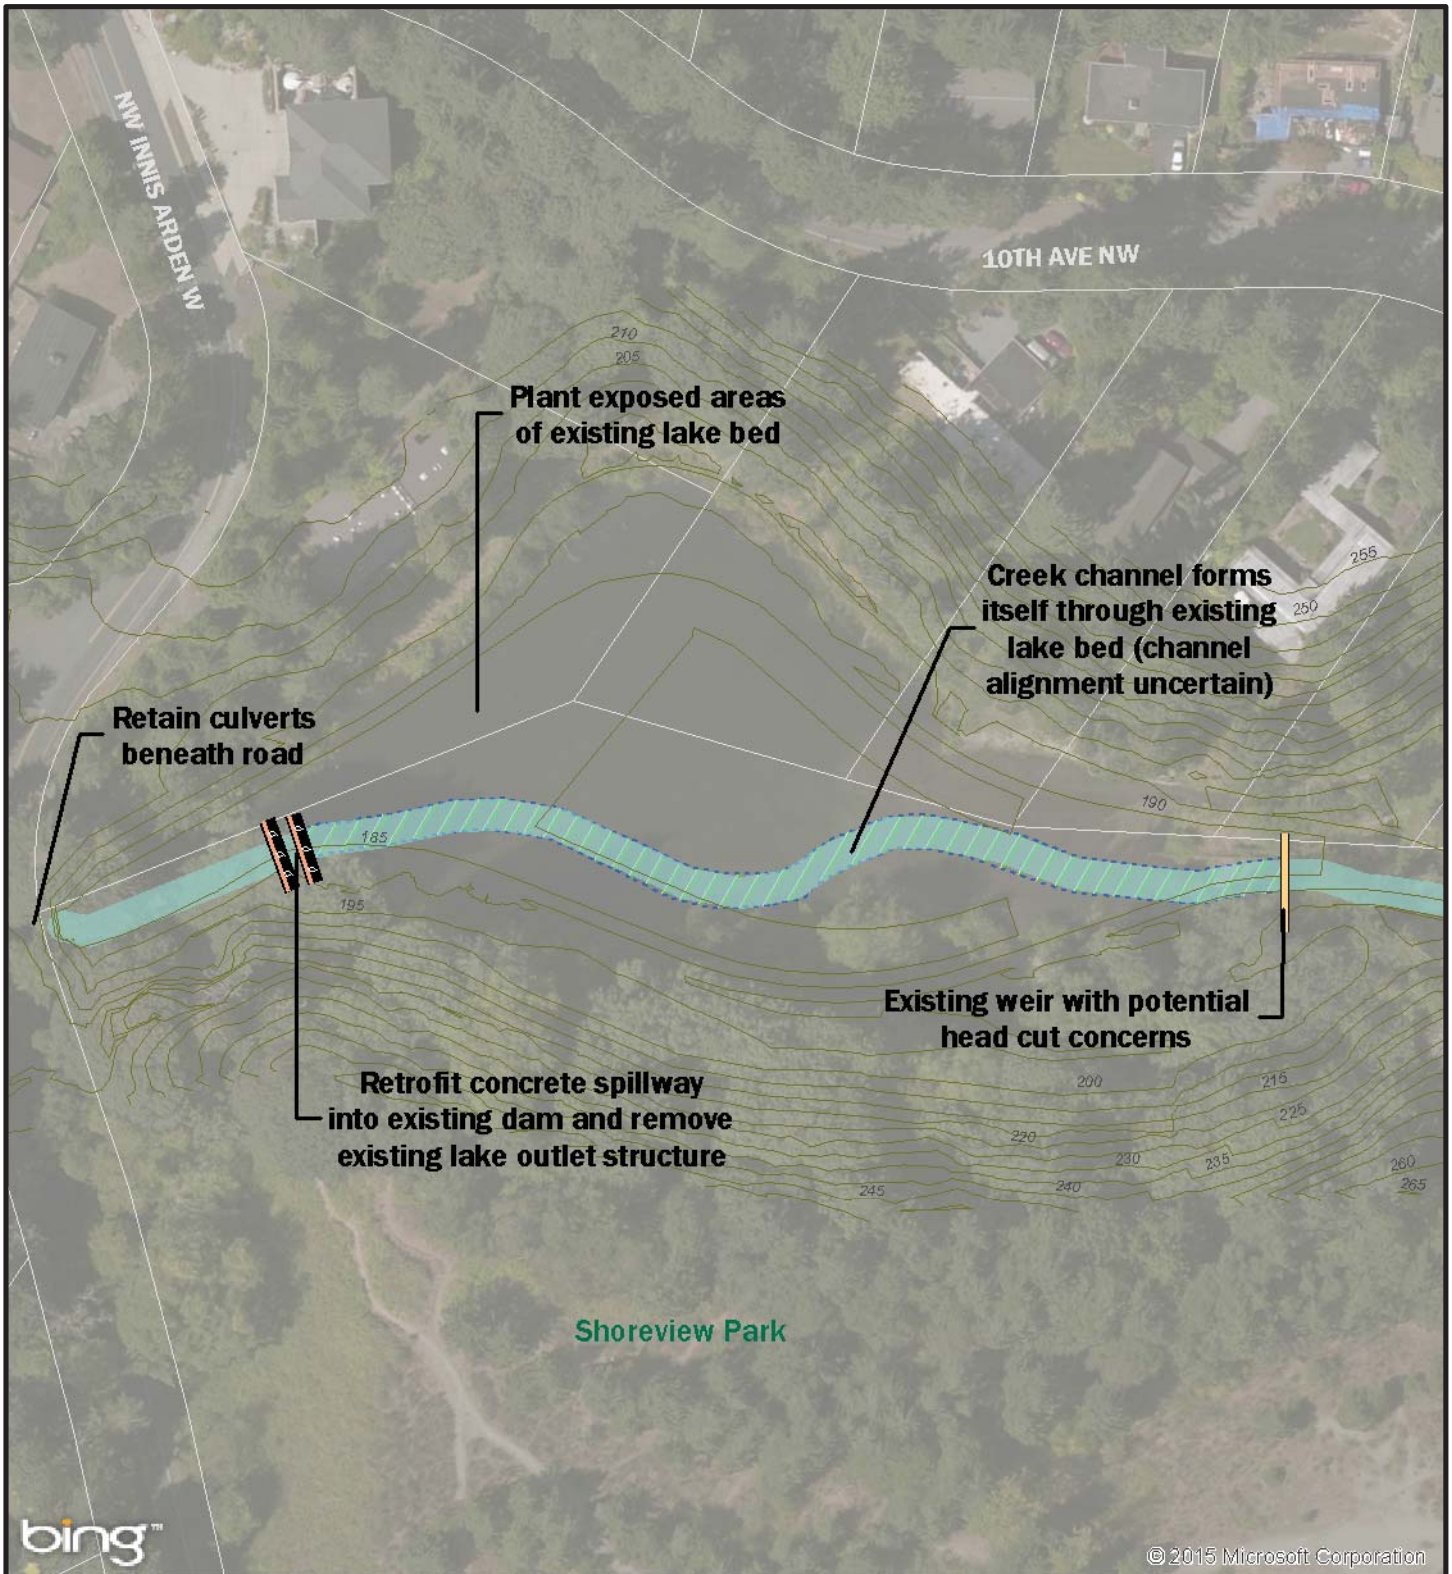 NW INNIS ARDEN W
10TH AVE NW
210
205
Plant exposed areas
of existing lake bed
255
Creek channel forms
itself through existing
lake bed (channel
alignment uncertain)
250
Retain culverts
beneath road
190
185
195
Existing weir with potential
head cut concerns
Retrofit concrete spillway
into existing dam and remove
existing lake outlet structure
200
215
225
220
230
235
260
265
245
240
Shoreview Park
bing™
© 2015 Microsoft Corporation